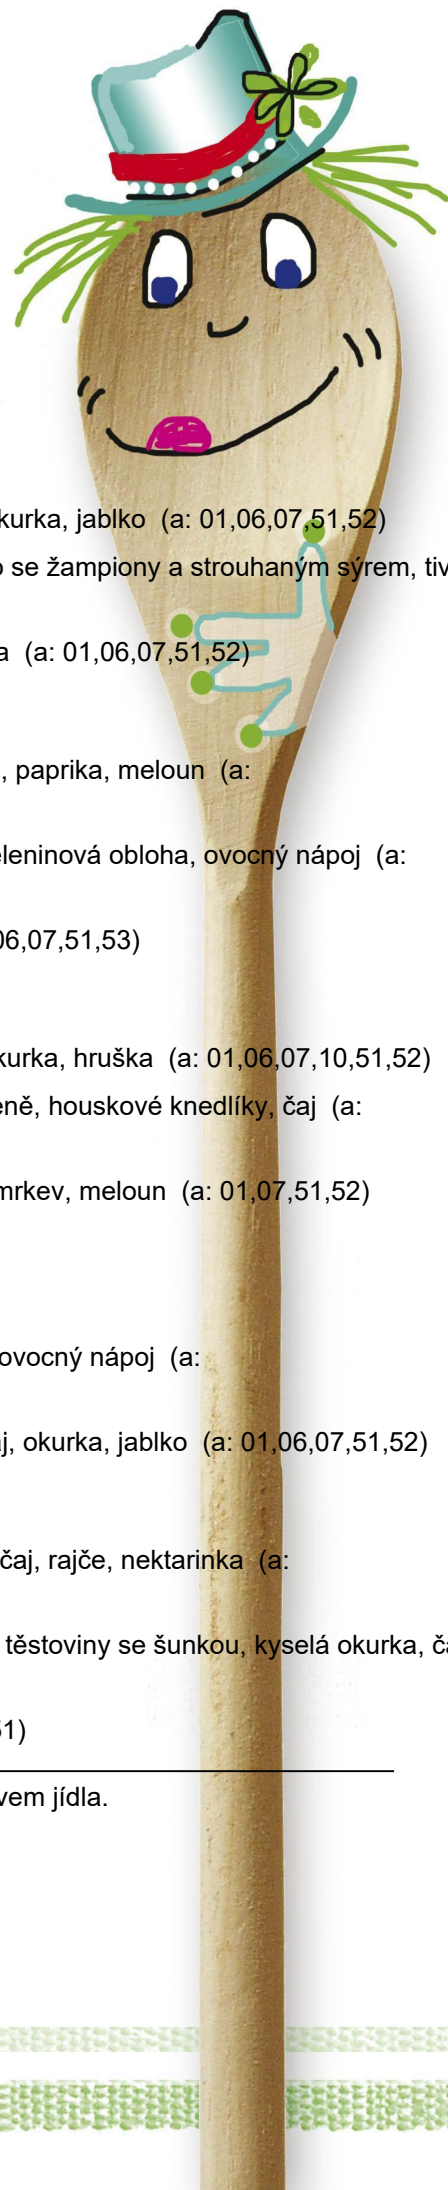 kurka, jablko (a: 01,06,07,51,52)
se žampiony a strouhaným sýrem,
(a: 01,06,07,51,52)
, paprika, meloun (a:
eleninová obloha, ovocný nápoj (a:
06,07,51,53)
kurka, hruška (a: 01,06,07,10,51,52)
eně, houskové knedlíky, čaj (a:
mrkev, meloun (a: 01,07,51,52)
ovocný nápoj (a:
j, okurka, jablko (a: 01,06,07,51,52)
čaj, rajče, nektarinka (a:
těstoviny se šunkou, kyselá okurka,
51)
vem jídla.